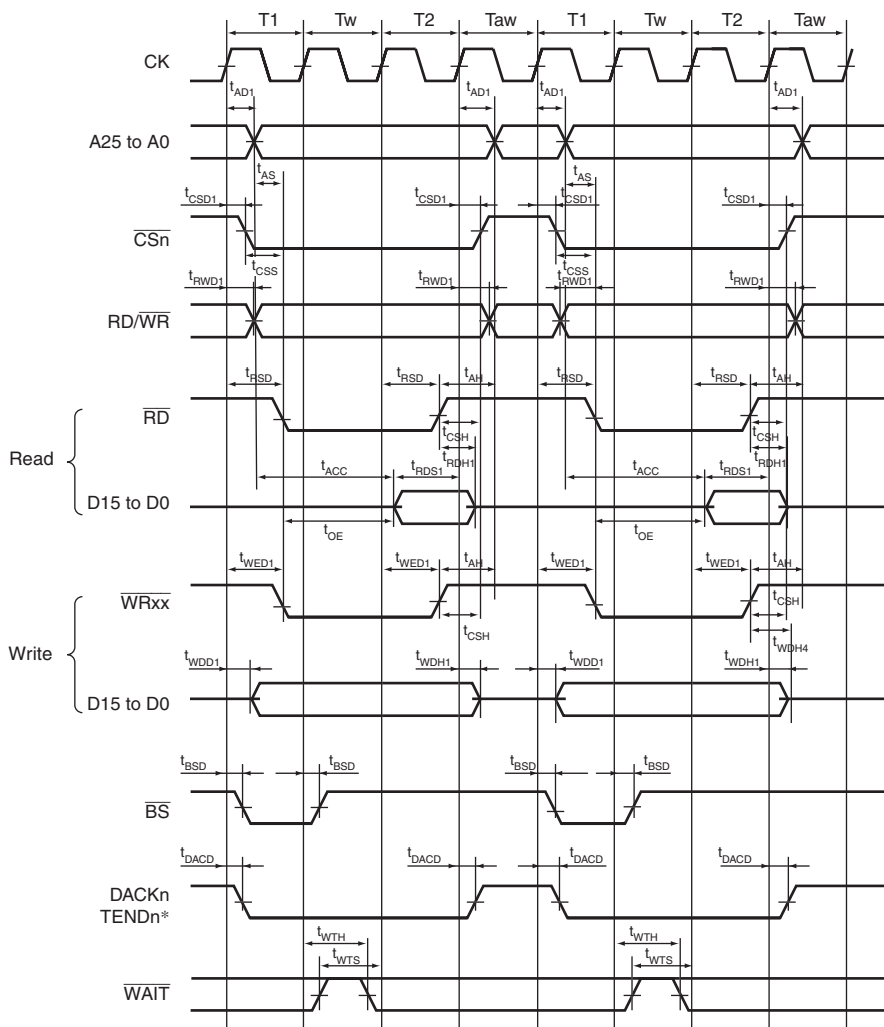 T1 Tw T2 Taw T1 Tw T2 Taw
CK
tAD1 tAD1 tAD1 tAD1
A25 to A0
tAS tAS
tCSD1 tCSD1 tCSD1 tCSD1
CSn
tCSS tCSS
tRWD1 tRWD1 tRWD1 tRWD1
RD/WR
tRSD tRSD tAH tRSD tRSD tAH
RD
tCSH tCSH
Read
tRDH1 tRDH1
tACC tRDS1 tACC tRDS1
D15 to D0
tOE tOE
tWED1 tWED1 tAH tWED1 tWED1 tAH
WRxx
tCSH tCSH
Write
tWDH4
tWDD1 tWDH1 tWDD1 tWDH1
D15 to D0
tBSD tBSD tBSD tBSD
BS
tDACD tDACD tDACD tDACD
DACKn
TENDn*
tWTH tWTH
tWTS tWTS
WAIT